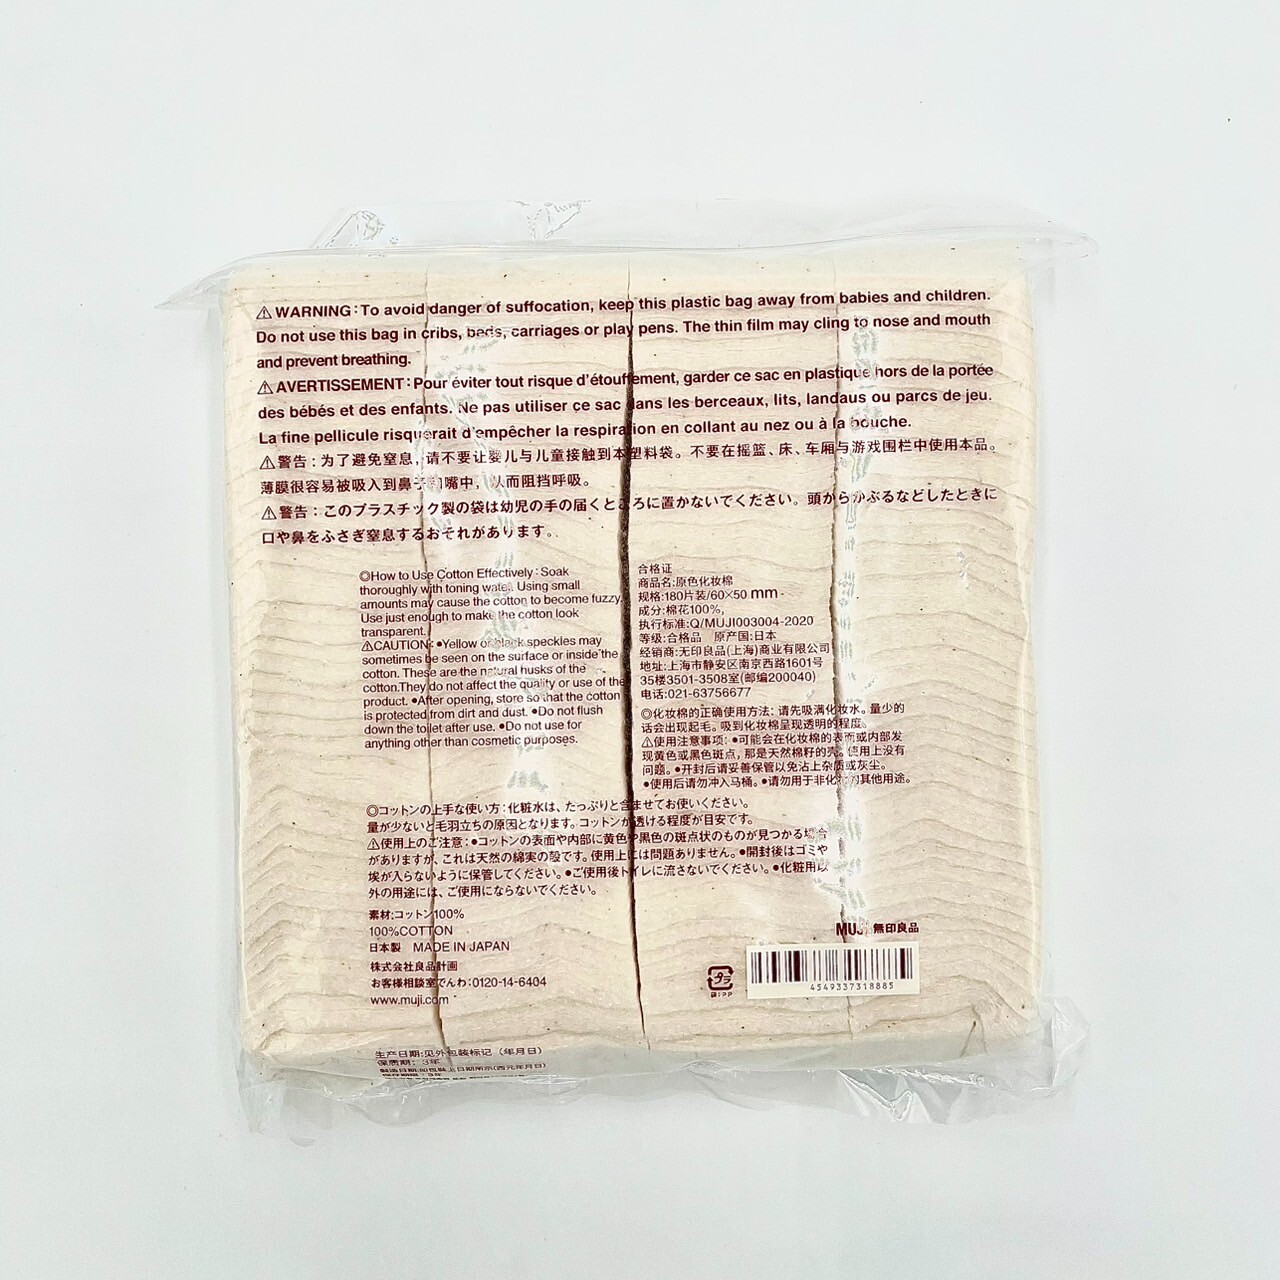 ⚠WARNING:To avoid danger of suffocation, keep this plastic bag away from babies and children.
Do not use this bag in cribs, beds, carriages or play pens. The thin film may cling to nose and mouth
and prevent breathing.
⚠AVERTISSEMENT:Pour éviter tout risque d'étouffement, garder ce sac en plastique hors de la portée
des bébés et des enfants. Ne pas utiliser ce sac dans les berceaux, lits, landaus ou parcs de jeu.
La fine pellicule risquerait d'empêcher la respiration en collant au nez ou à la bouche.
⚠警告：为了避免窒息，请不要让婴儿与儿童接触到本塑料袋。不要在摇篮、床、车厢与游戏围栏中使用本品。
薄膜很容易被吸入到鼻子和嘴中，从而阻挡呼吸。
⚠警告：このプラスチック製の袋は幼児の手の届くところに置かないでください。頭からかぶるなどしたときに
口や鼻をふさぎ窒息するおそれがあります。
◎How to Use Cotton Effectively:Soak
thoroughly with toning water. Using small
amounts may cause the cotton to become fuzzy.
Use just enough to make the cotton look
transparent.
⚠CAUTION:●Yellow or black speckles may
sometimes be seen on the surface or inside the
cotton. These are the natural husks of the
cotton.They do not affect the quality or use of the
product. ●After opening, store so that the cotton
is protected from dirt and dust. ●Do not flush
down the toilet after use. ●Do not use for
anything other than cosmetic purposes.
合格证
商品名:原色化妆棉
规格:180片装/60×50 mm
成分:棉花100%,
执行标准:Q/MUJI003004-2020
等级:合格品 原产国:日本
经销商:无印良品(上海)商业有限公司
地址:上海市静安区南京西路1601号
35楼3501-3508室(邮编200040)
电话:021-63756677
◎化妆棉的正确使用方法：请先吸满化妆水。量少的
话会出现起毛。吸到化妆棉呈现透明的程度。
⚠使用注意事项：●可能会在化妆棉的表面或内部发
现黄色或黑色斑点，那是天然棉籽的壳。使用上没有
问题。●开封后请妥善保管以免沾上杂质或灰尘。
●使用后请勿冲入马桶。●请勿用于非化妆的其他用途。
◎コットンの上手な使い方：化粧水は、たっぷりと含ませてお使いください。
量が少ないと毛羽立ちの原因となります。コットンが透ける程度が目安です。
⚠使用上のご注意：●コットンの表面や内部に黄色や黒色の斑点状のものが見つかる場合
がありますが、これは天然の綿実の殻です。使用上には問題ありません。●開封後はゴミや
埃が入らないように保管してください。●ご使用後トイレに流さないでください。●化粧用以
外の用途には、ご使用にならないでください。
素材:コットン100%
100%COTTON
日本製 MADE IN JAPAN
株式会社良品計画
お客様相談室でんわ:0120-14-6404
www.muji.com
MUJI 無印良品
プラ
袋:PP
4549337318885
生产日期:见外包装标记（年月日）
保质期：3年
製造日期:如包裝上日期所示(西元年月日)
保存期限：3年